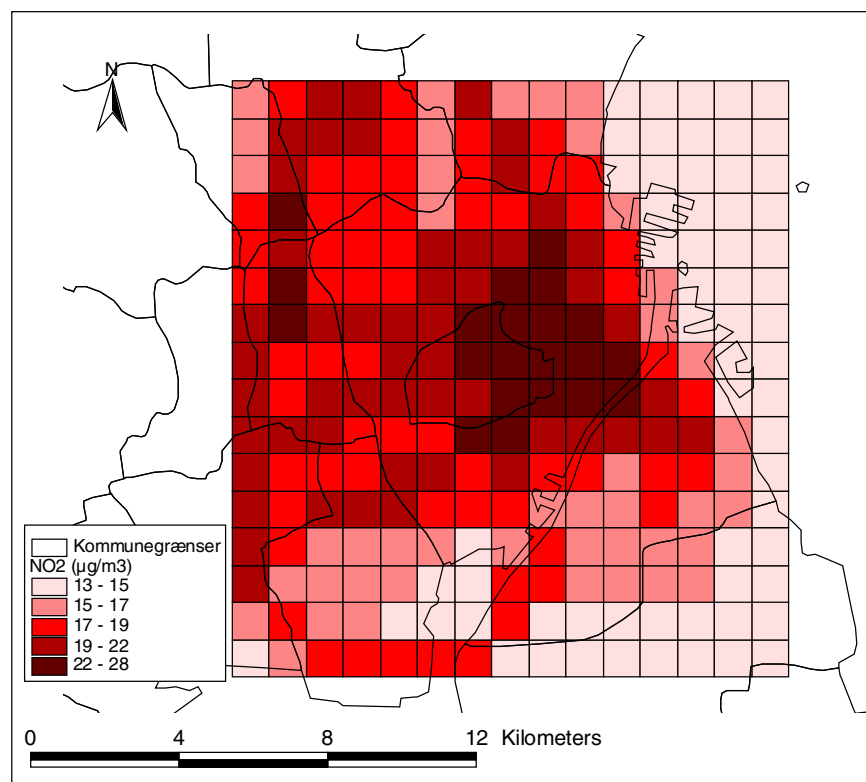 N
Kommunegrænser
NO2 (µg/m3)
13 - 15
15 - 17
17 - 19
19 - 22
22 - 28
0 4 8 12 Kilometers